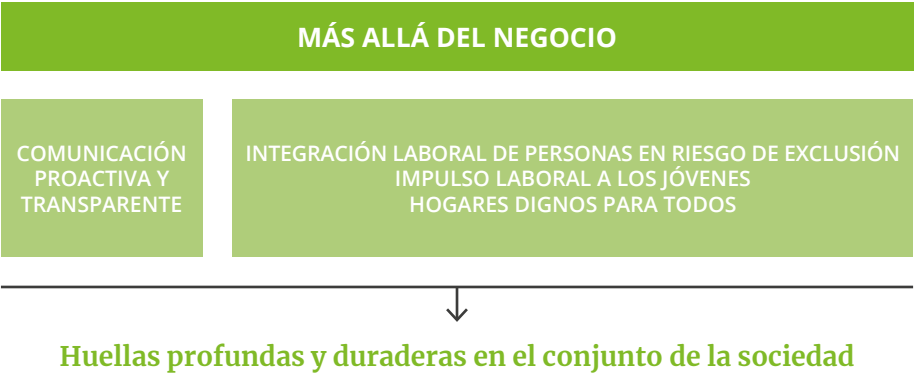 MÁS ALLÁ DEL NEGOCIO
COMUNICACIÓN
PROACTIVA Y
TRANSPARENTE
INTEGRACIÓN LABORAL DE PERSONAS EN RIESGO DE EXCLUSIÓN
IMPULSO LABORAL A LOS JÓVENES
HOGARES DIGNOS PARA TODOS
Huellas profundas y duraderas en el conjunto de la sociedad